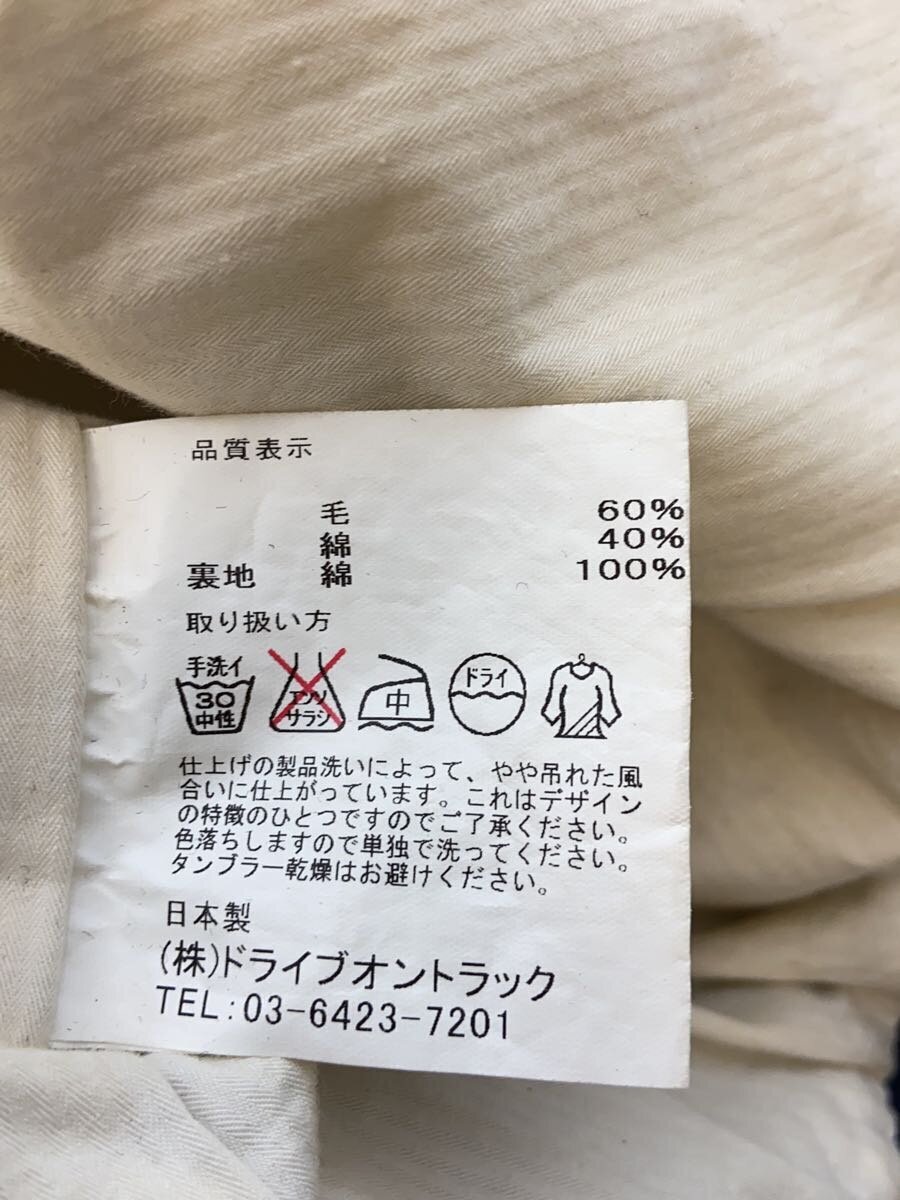 品質表示
毛 60%
綿 40%
裏地 綿 100%
取り扱い方
手洗イ
30
中性
エンソ
サラシ
中
ドライ
仕上げの製品洗いによって、やや吊れた風
合いに仕上がっています。これはデザイン
の特徴のひとつですのでご了承ください。
色落ちしますので単独で洗ってください。
タンブラー乾燥はお避けください。
日本製
(株)ドライブオントラック
TEL:03-6423-7201